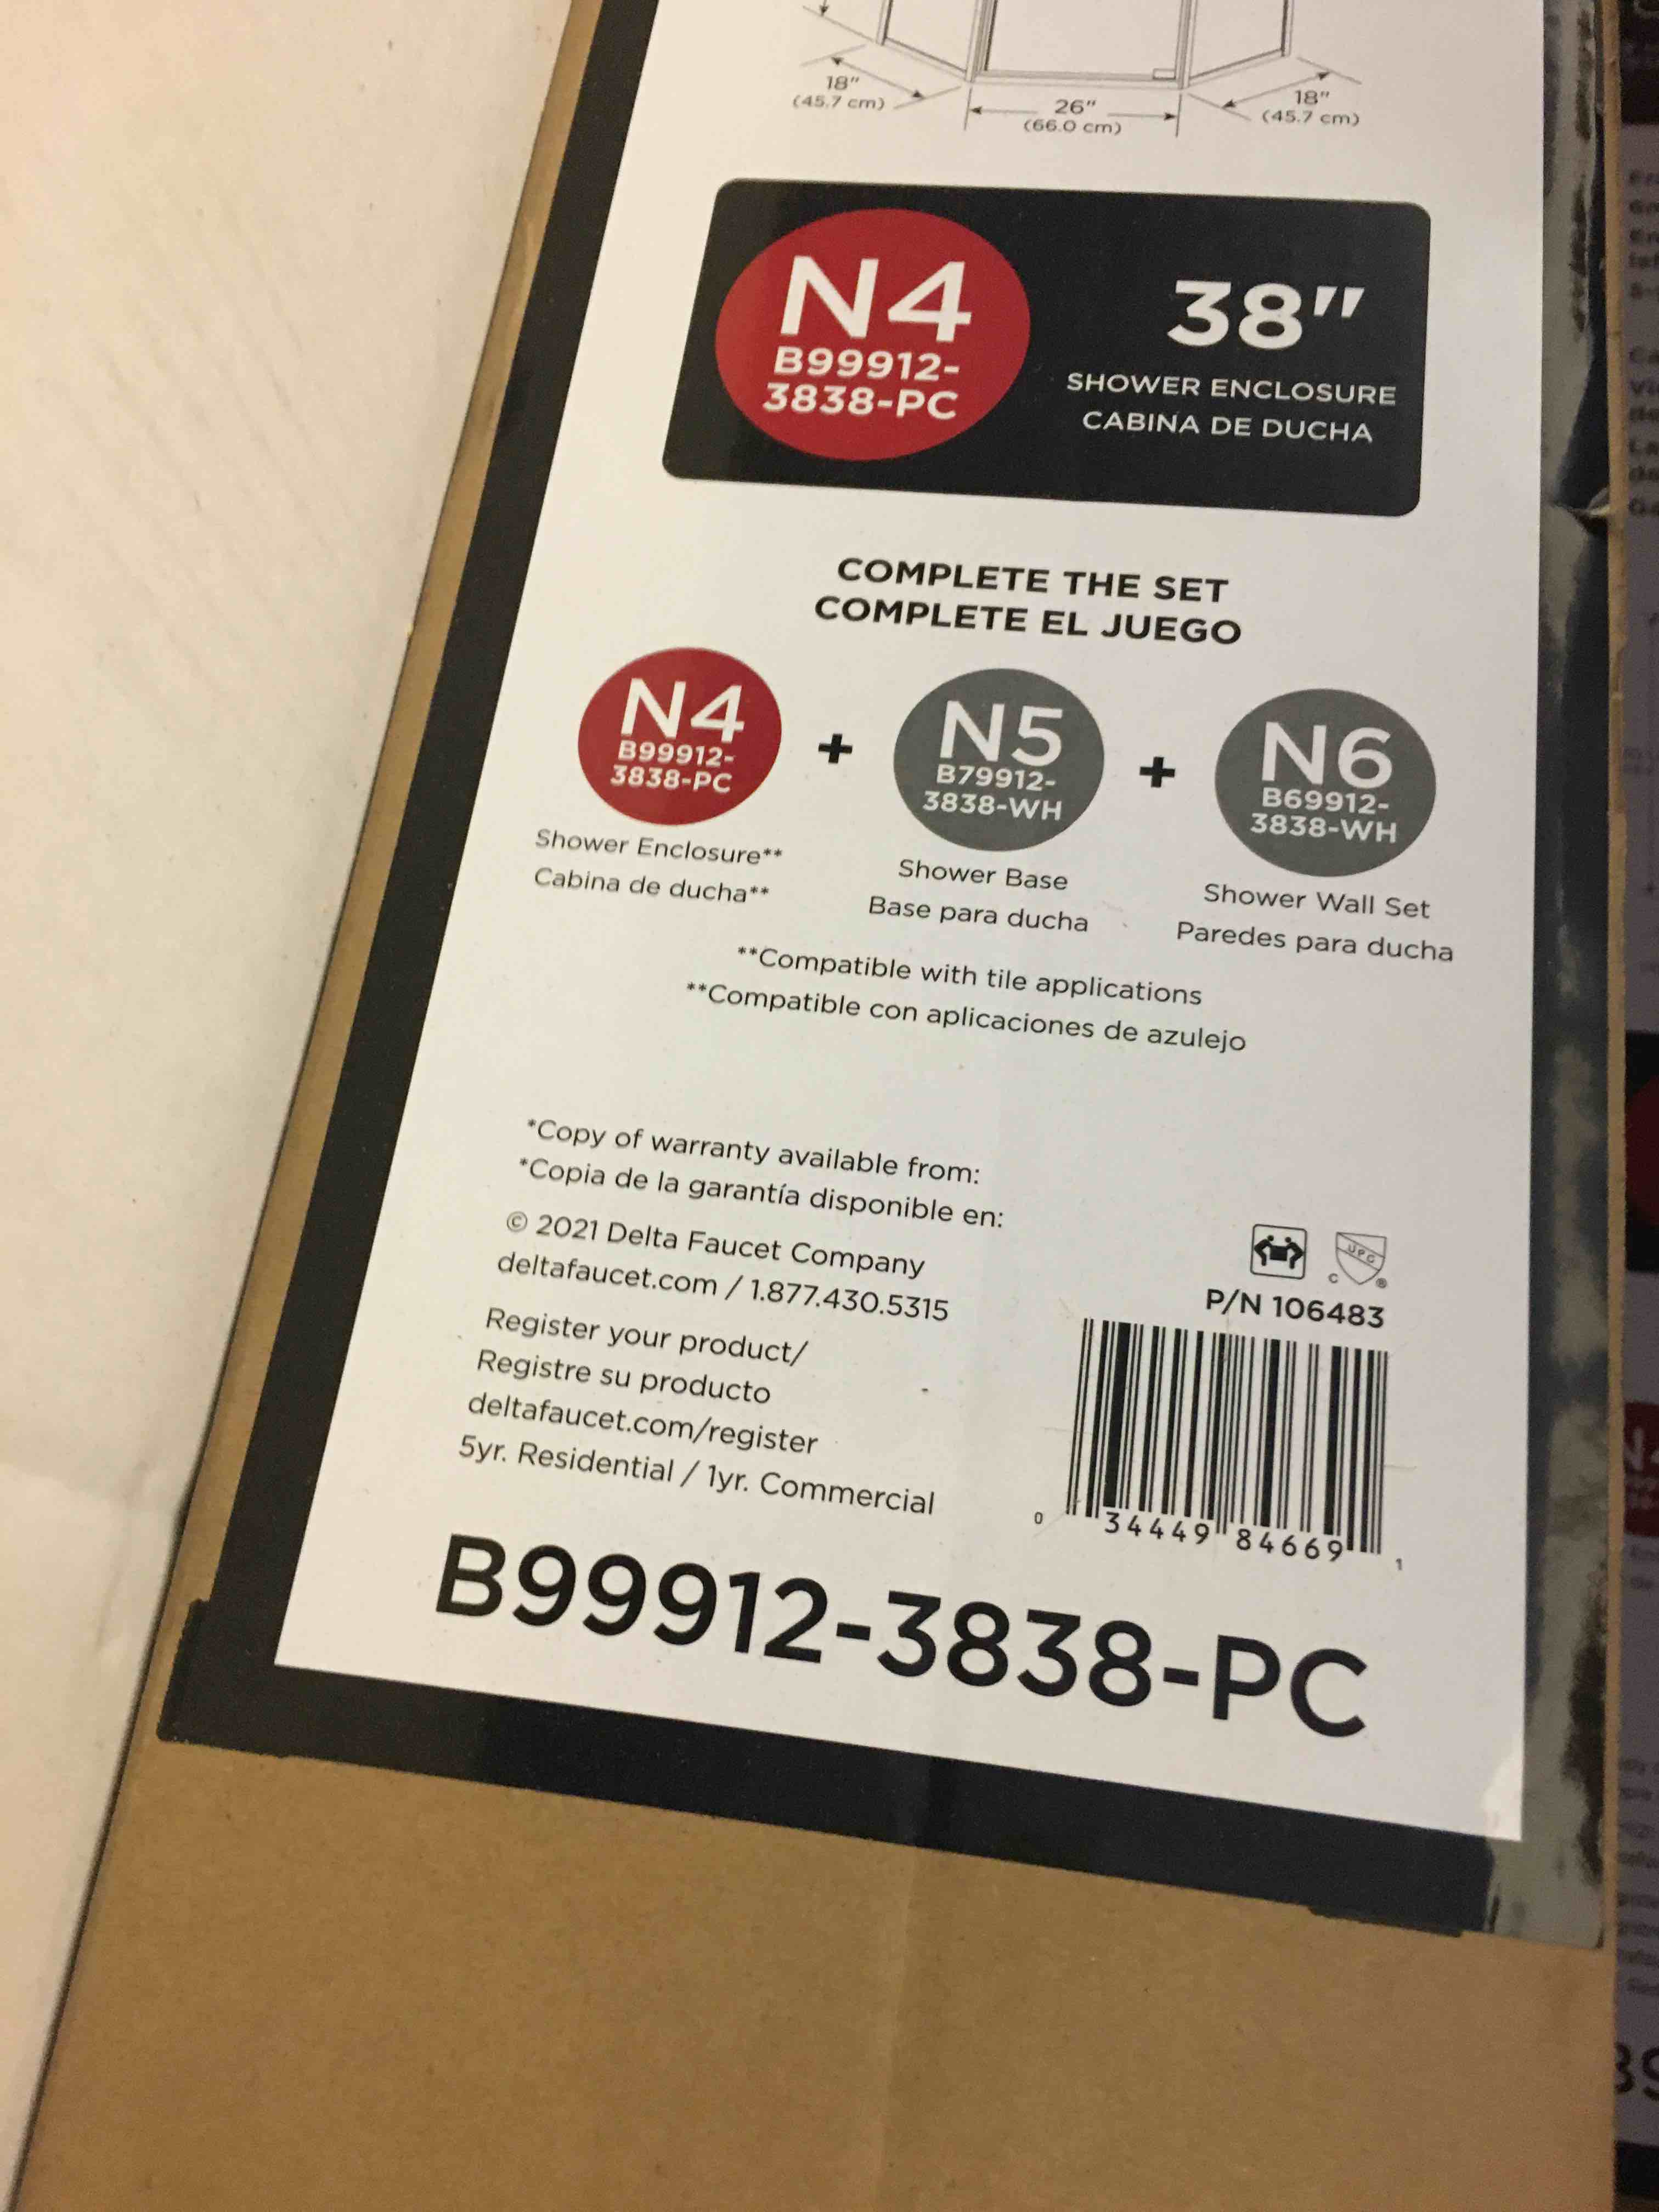 18"
(45.7 cm)
26"
(66.0 cm)
18"
(45.7 cm)
N4
B99912-
3838-PC
38"
SHOWER ENCLOSURE
CABINA DE DUCHA
COMPLETE THE SET
COMPLETE EL JUEGO
N4
B99912-
3838-PC
Shower Enclosure**
Cabina de ducha**
+
N5
B79912-
3838-WH
Shower Base
Base para ducha
+
N6
B69912-
3838-WH
Shower Wall Set
Paredes para ducha
**Compatible with tile applications
**Compatible con aplicaciones de azulejo
*Copy of warranty available from:
*Copia de la garantía disponible en:
© 2021 Delta Faucet Company
deltafaucet.com / 1.877.430.5315
Register your product/
Registre su producto
deltafaucet.com/register
5yr. Residential / 1yr. Commercial
UPC
C ®
P/N 106483
0 34449 84669 1
B99912-3838-PC